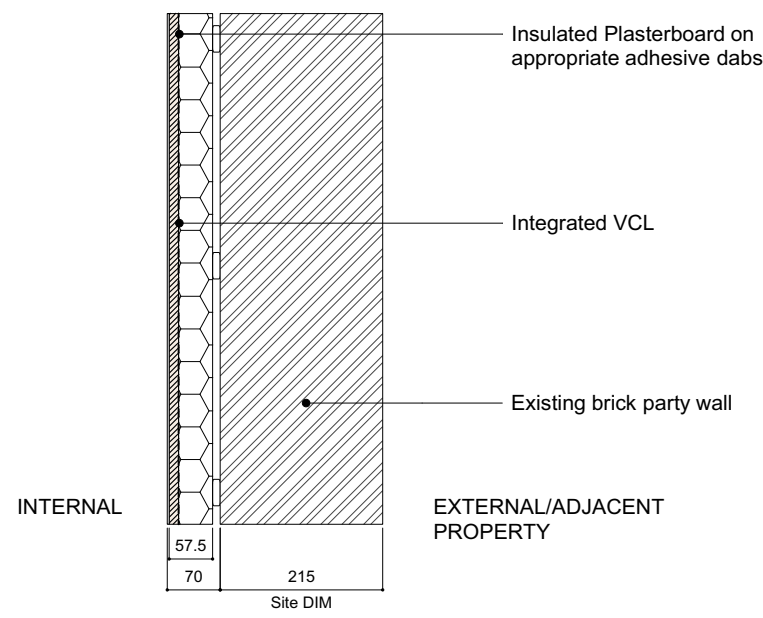 Insulated Plasterboard on
appropriate adhesive dabs
Integrated VCL
Existing brick party wall
INTERNAL
EXTERNAL/ADJACENT
PROPERTY
57.5
70
215
Site DIM